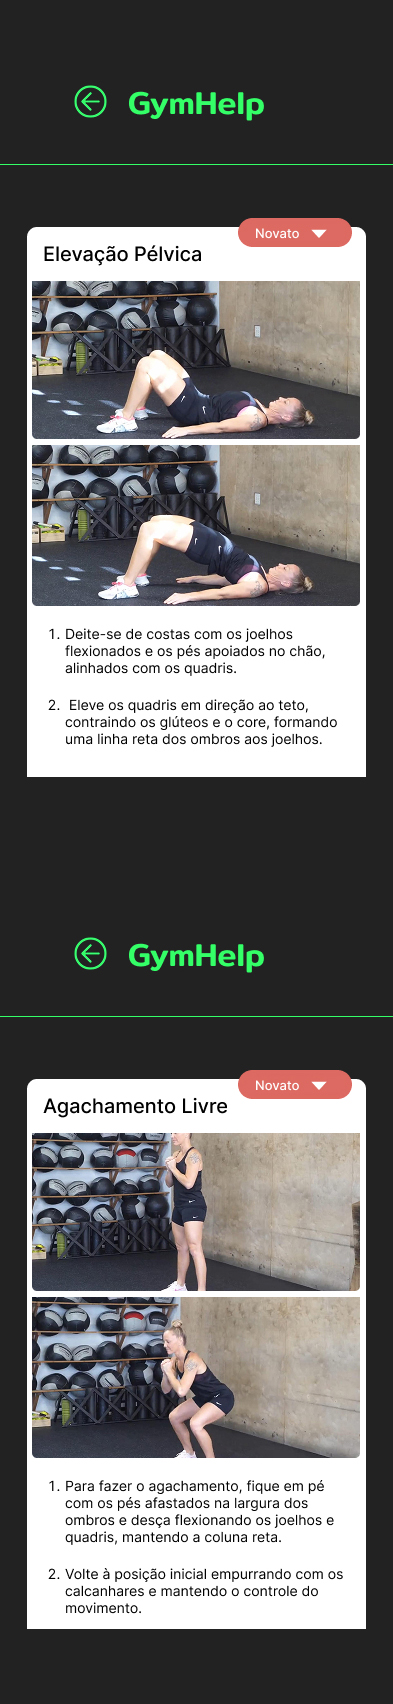 GymHelp
Novato
Elevação Pélvica
1. Deite-se de costas com os joelhos
flexionados e os pés apoiados no chão,
alinhados com os quadris.
2. Eleve os quadris em direção ao teto,
contraindo os glúteos e o core, formando
uma linha reta dos ombros aos joelhos.
GymHelp
Novato
Agachamento Livre
1. Para fazer o agachamento, fique em pé
com os pés afastados na largura dos
ombros e desça flexionando os joelhos e
quadris, mantendo a coluna reta.
2. Volte à posição inicial empurrando com os
calcanhares e mantendo o controle do
movimento.